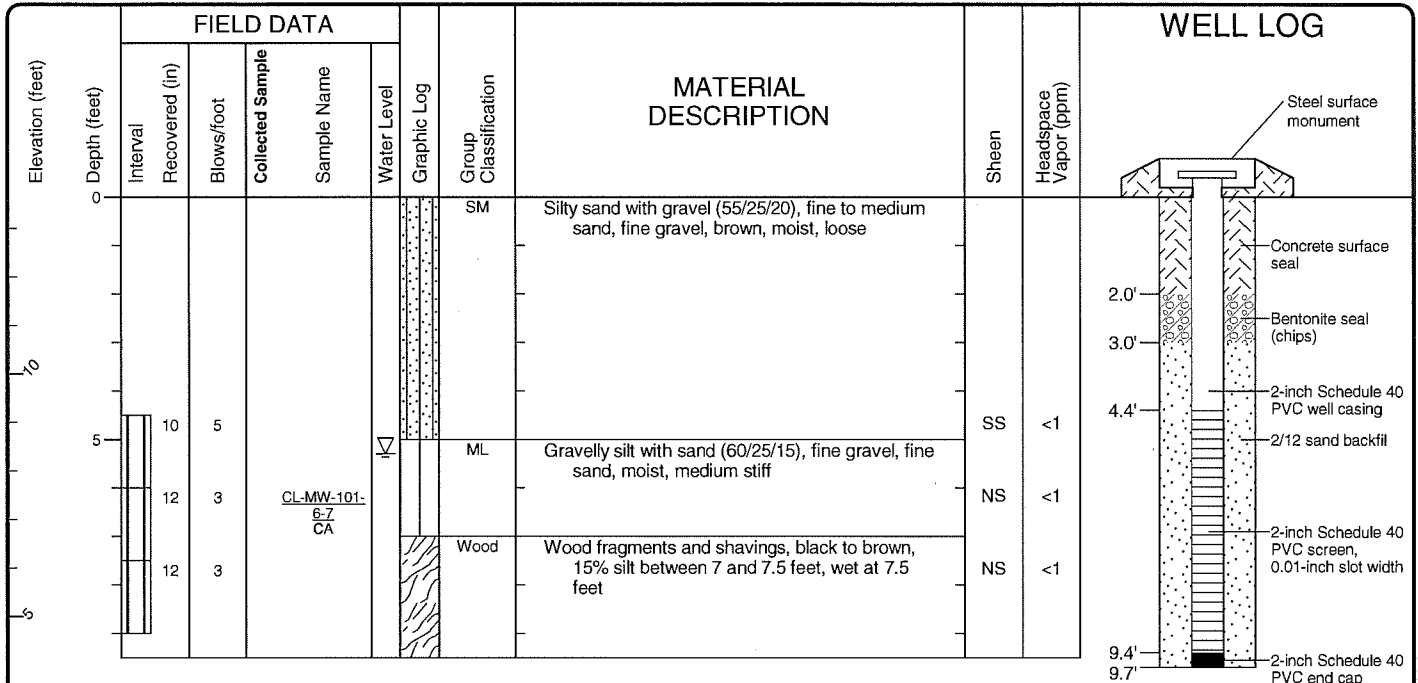 FIELD DATA
WELL LOG
Elevation (feet)
Depth (feet)
Interval
Recovered (in)
Blows/foot
Collected Sample
Sample Name
Water Level
Graphic Log
Group
Classification
MATERIAL
DESCRIPTION
Sheen
Headspace
Vapor (ppm)
Steel surface
monument
0
SM
Silty sand with gravel (55/25/20), fine to medium
sand, fine gravel, brown, moist, loose
Concrete surface
seal
2.0'
Bentonite seal
(chips)
3.0'
10
2-inch Schedule 40
PVC well casing
4.4'
10
5
SS
<1
2/12 sand backfil
5
ML
Gravelly silt with sand (60/25/15), fine gravel, fine
sand, moist, medium stiff
12
3
CL-MW-101-
6-7
CA
NS
<1
2-inch Schedule 40
PVC screen,
0.01-inch slot width
Wood
Wood fragments and shavings, black to brown,
15% silt between 7 and 7.5 feet, wet at 7.5
feet
12
3
NS
<1
5
9.4'
9.7'
2-inch Schedule 40
PVC end cap